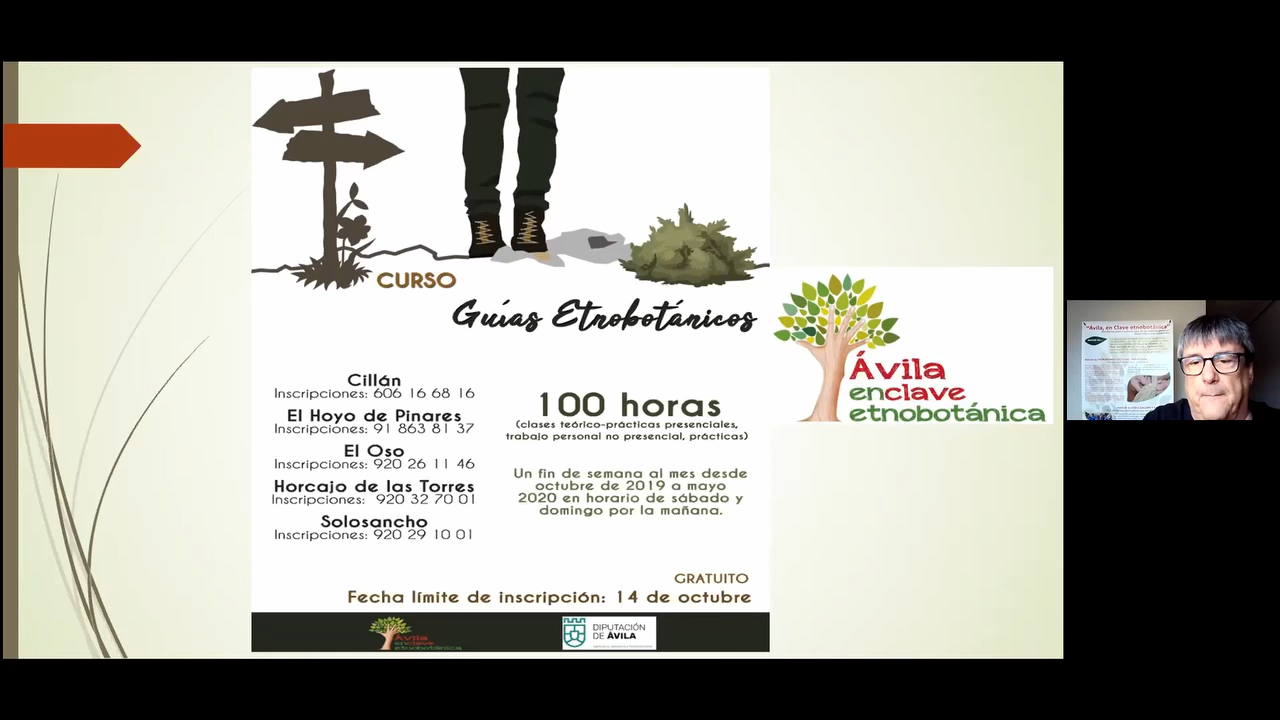 CURSO
Guías Etnobotánicos
Cillán
Inscripciones: 606 16 68 16
El Hoyo de Pinares
Inscripciones: 91 863 81 37
El Oso
Inscripciones: 920 26 11 46
Horcajo de las Torres
Inscripciones: 920 32 70 01
Solosancho
Inscripciones: 920 29 10 01
100 horas
(clases teórico-prácticas presenciales,
trabajo personal no presencial, prácticas)
Un fin de semana al mes desde
octubre de 2019 a mayo
2020 en horario de sábado y
domingo por la mañana.
GRATUITO
Fecha límite de inscripción: 14 de octubre
Ávila
enclave
etnobotánica
DIPUTACIÓN
DE ÁVILA
Ávila
enclave
etnobotánica
"Ávila, en Clave etnobotánica"